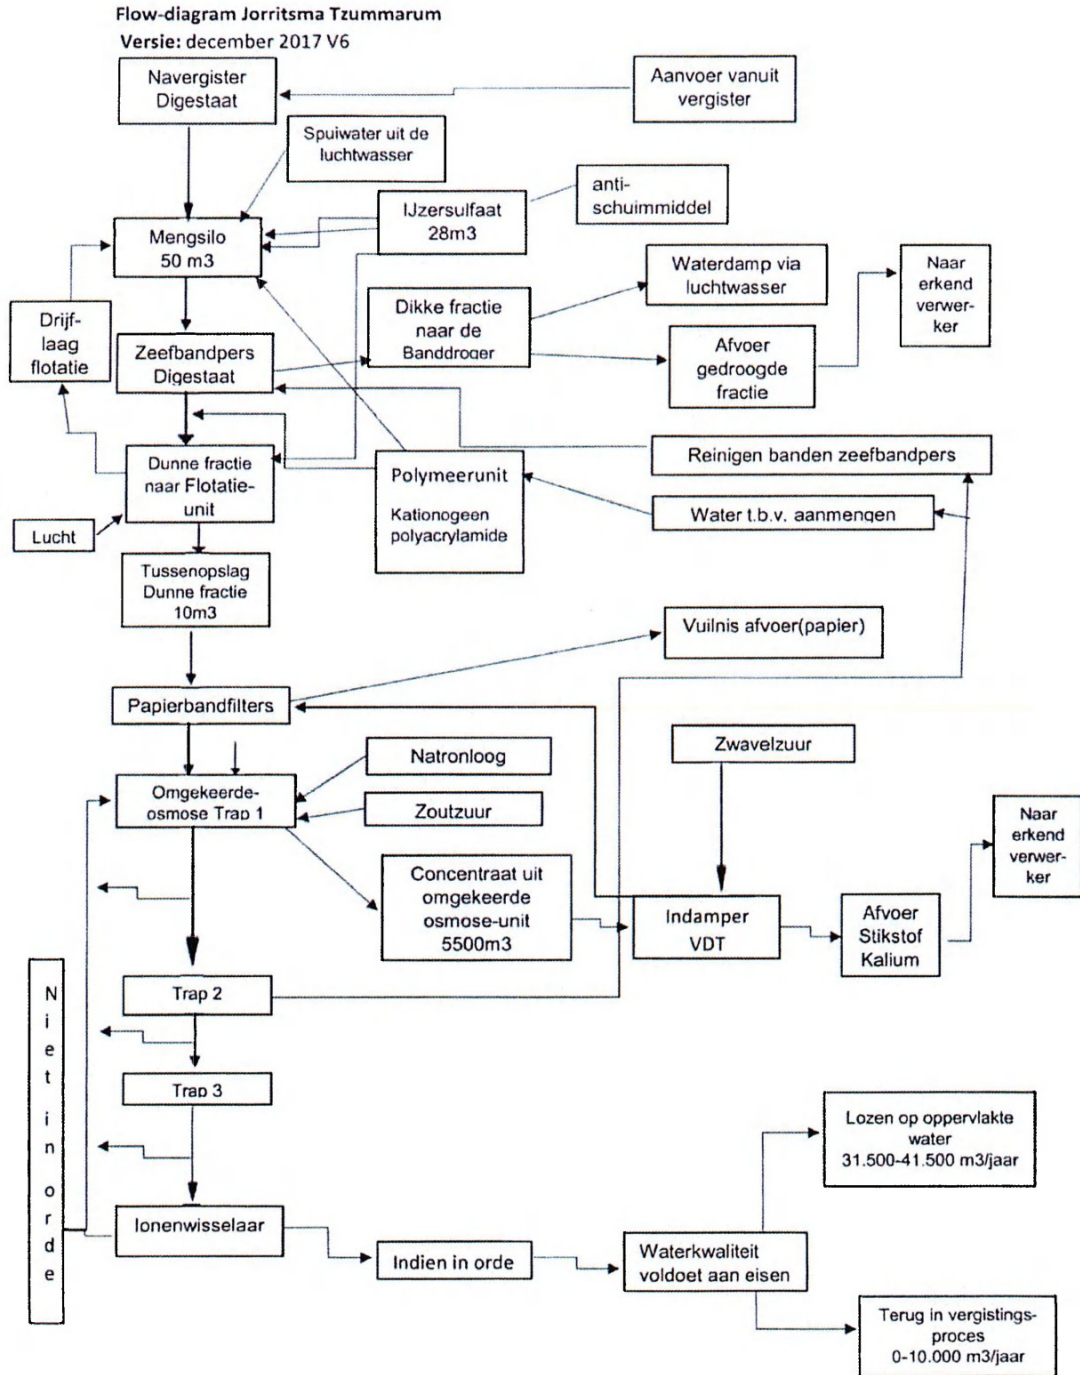 Flow-diagram Jorritsma Tzummarum
Versie: december 2017 V6
Navergister
Digestaat
Aanvoer vanuit
vergister
Spuiwater uit de
luchtwasser
anti-
schuimmiddel
IJzersulfaat
28m3
Mengsilo
50 m3
Waterdamp via
luchtwasser
Naar
erkend
verwer-
ker
Drijf-
laag
flotatie
Dikke fractie
naar de
Banddroger
Zeefbandpers
Digestaat
Afvoer
gedroogde
fractie
Dunne fractie
naar Flotatie-
unit
Polymeerunit
Kationogeen
polyacrylamide
Reinigen banden zeefbandpers
Water t.b.v. aanmengen
Lucht
Tussenopslag
Dunne fractie
10m3
Vuilnis afvoer(papier)
Papierbandfilters
Zwavelzuur
Natronloog
Omgekeerde-
osmose Trap 1
Zoutzuur
Naar
erkend
verwer-
ker
Concentraat uit
omgekeerde
osmose-unit
5500m3
Indamper
VDT
Afvoer
Stikstof
Kalium
Niet in orde
Trap 2
Trap 3
Lozen op oppervlakte
water
31.500-41.500 m3/jaar
Ionenwisselaar
Indien in orde
Waterkwaliteit
voldoet aan eisen
Terug in vergistings-
proces
0-10.000 m3/jaar